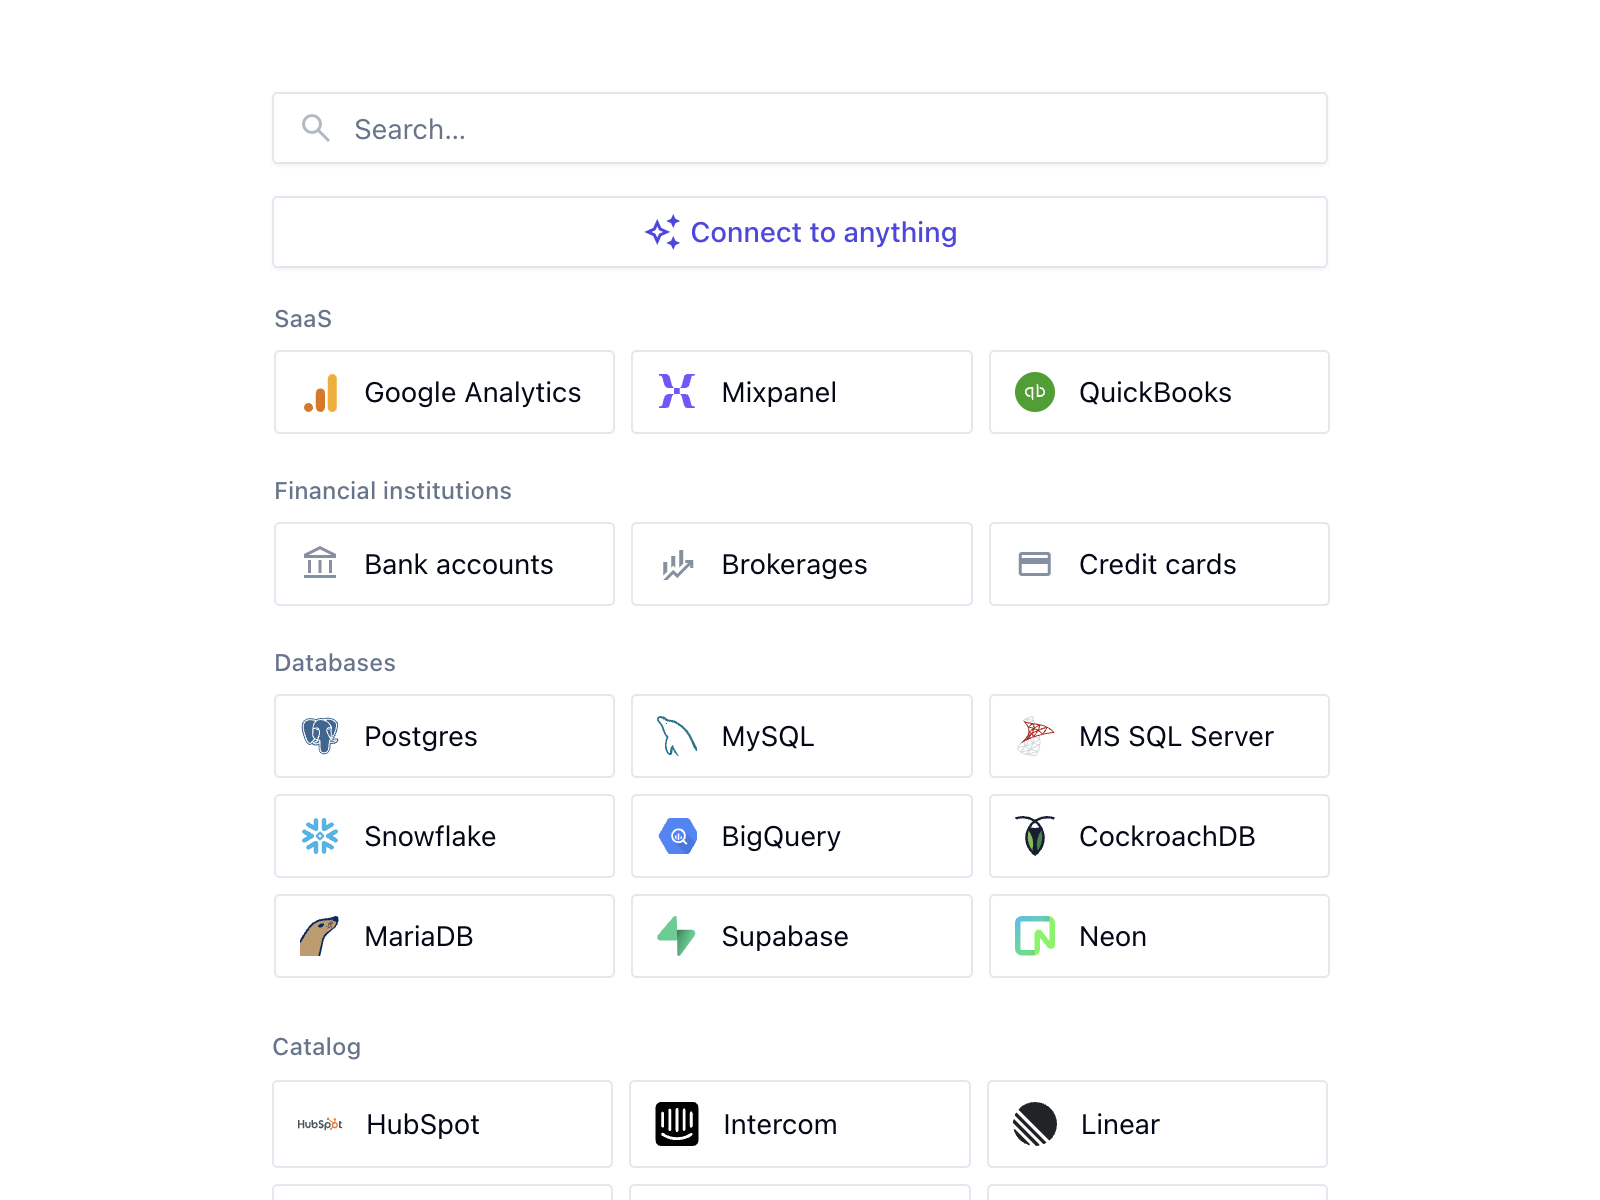 Search...
Connect to anything
SaaS
Google Analytics
Mixpanel
qb
QuickBooks
Financial institutions
Bank accounts
Brokerages
Credit cards
Databases
Postgres
MySQL
MS SQL Server
Snowflake
BigQuery
CockroachDB
MariaDB
Supabase
Neon
Catalog
HubSpot
HubSpot
Intercom
Linear